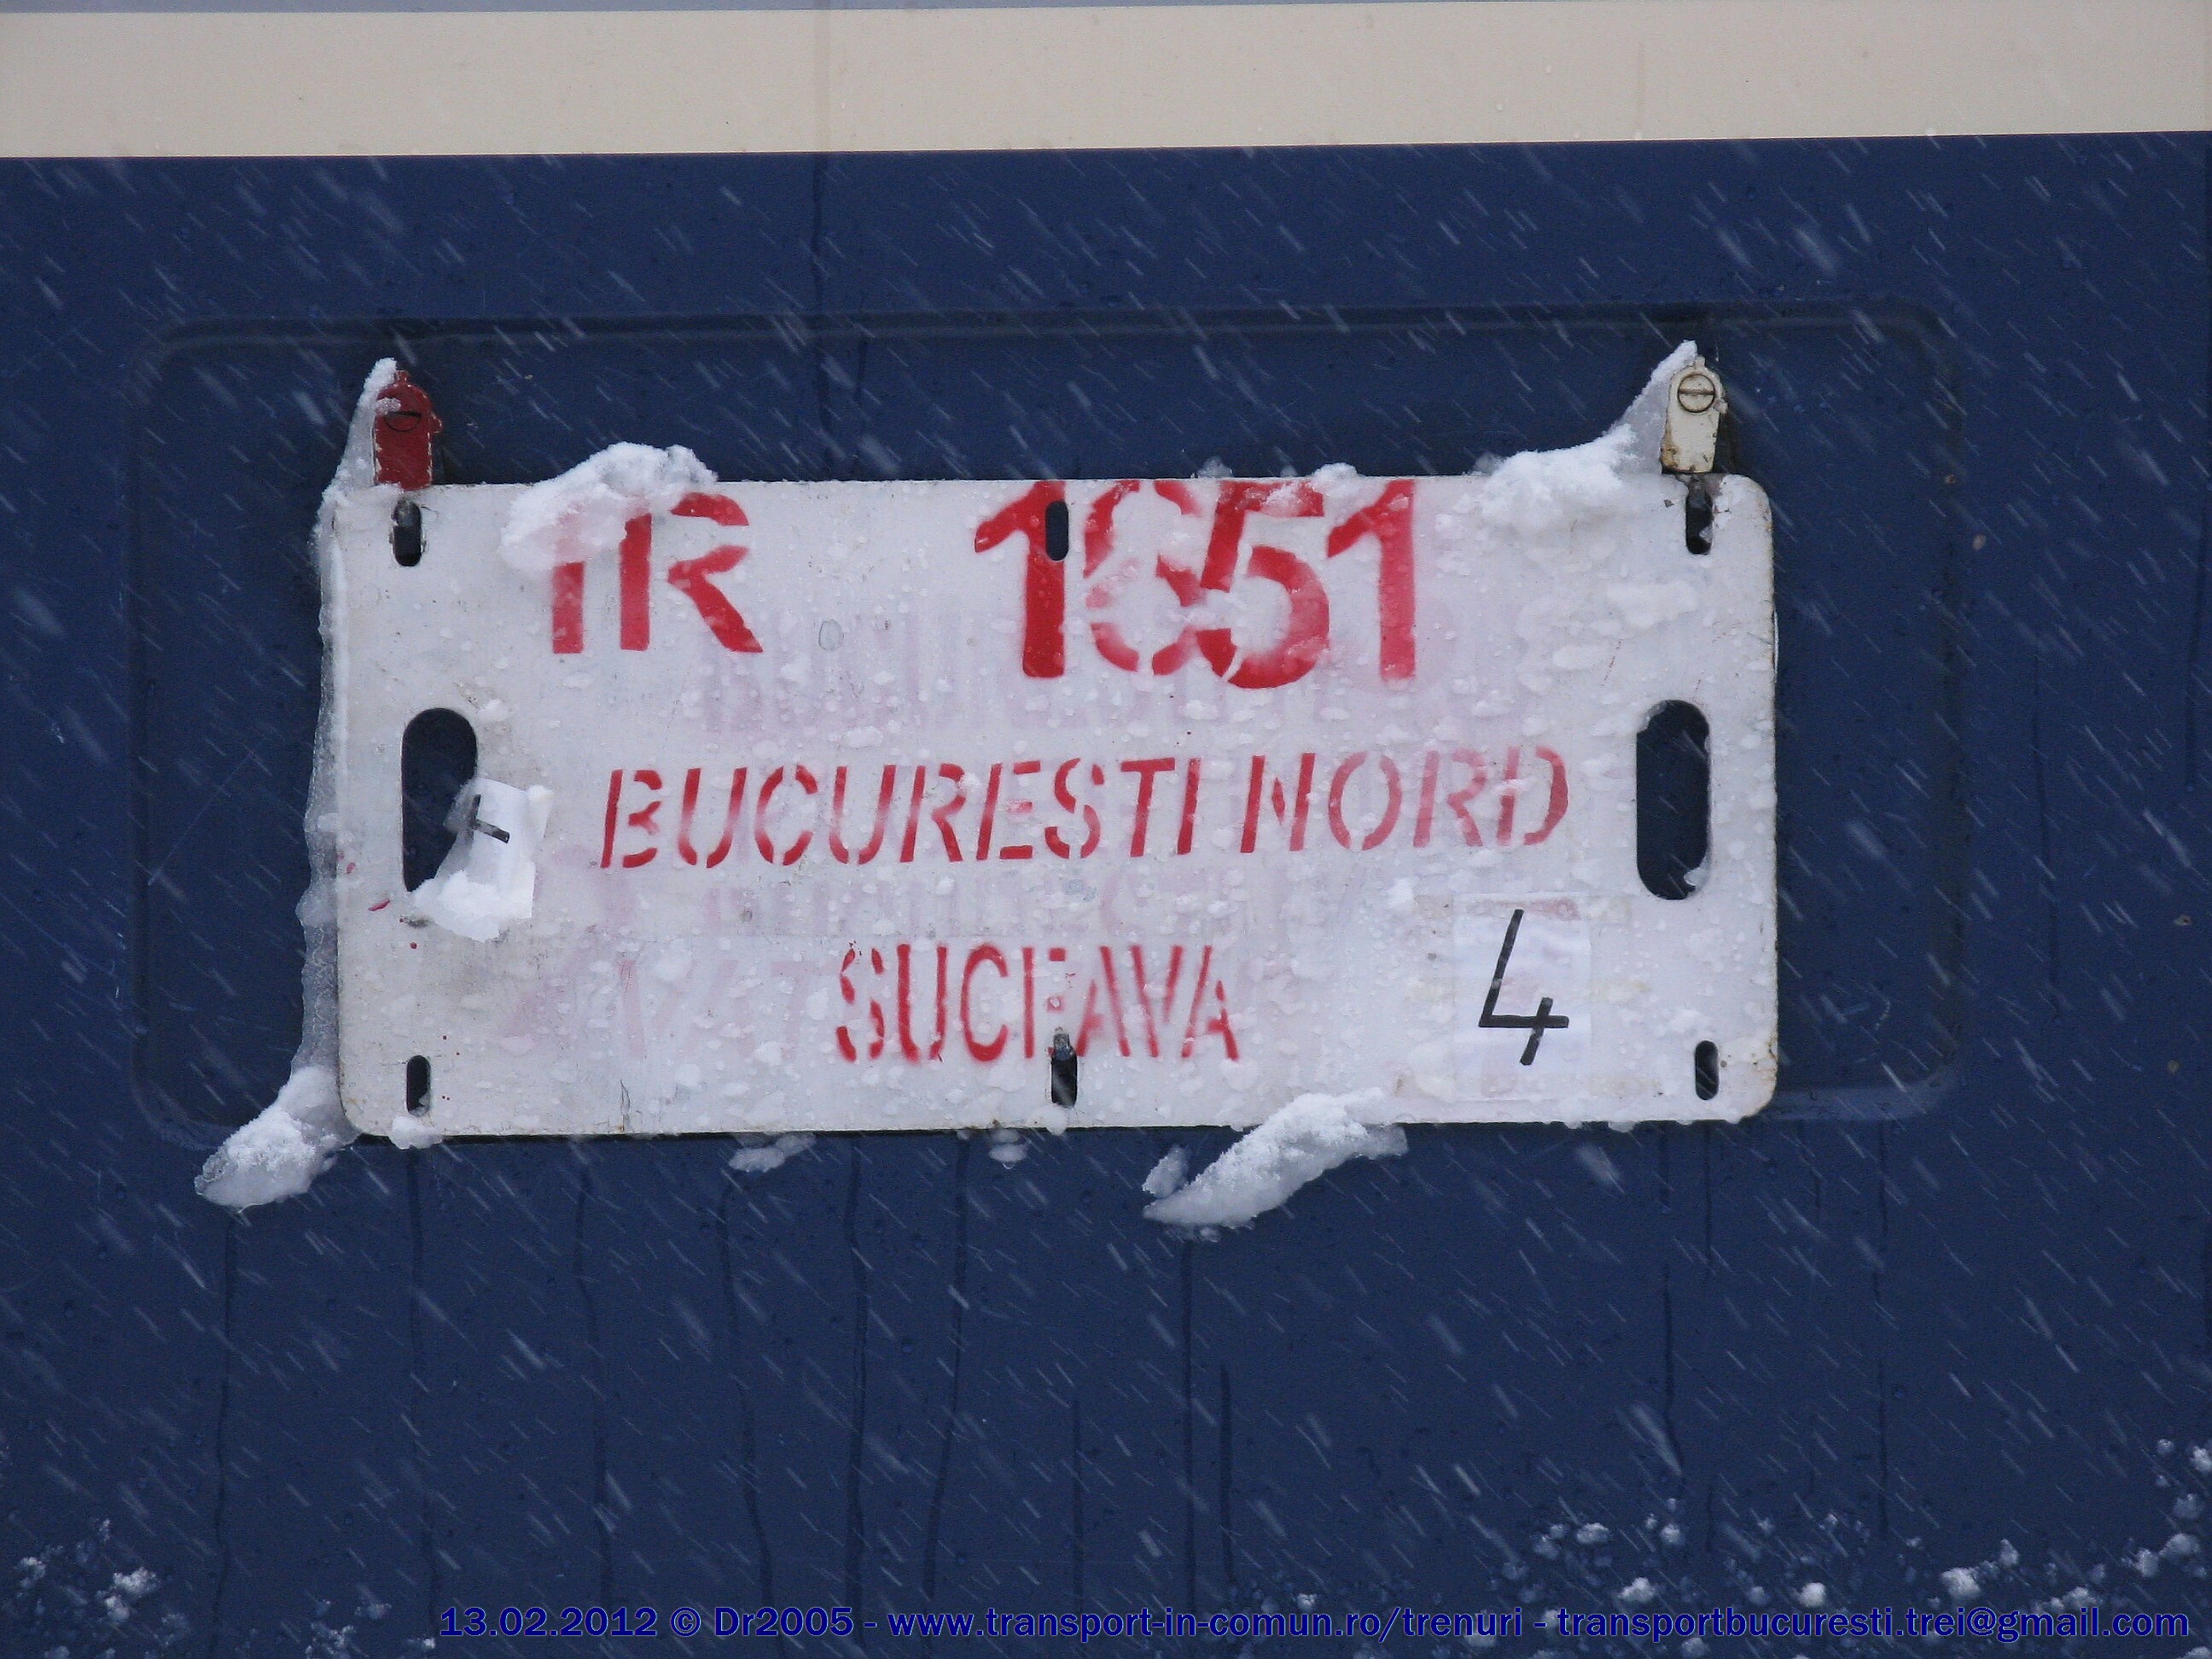 IR 1651
BUCURESTI NORD
SUCEAVA
4
13.02.2012 © Dr2005 - www.transport-in-comun.ro/trenuri - transportbucuresti.trei@gmail.com